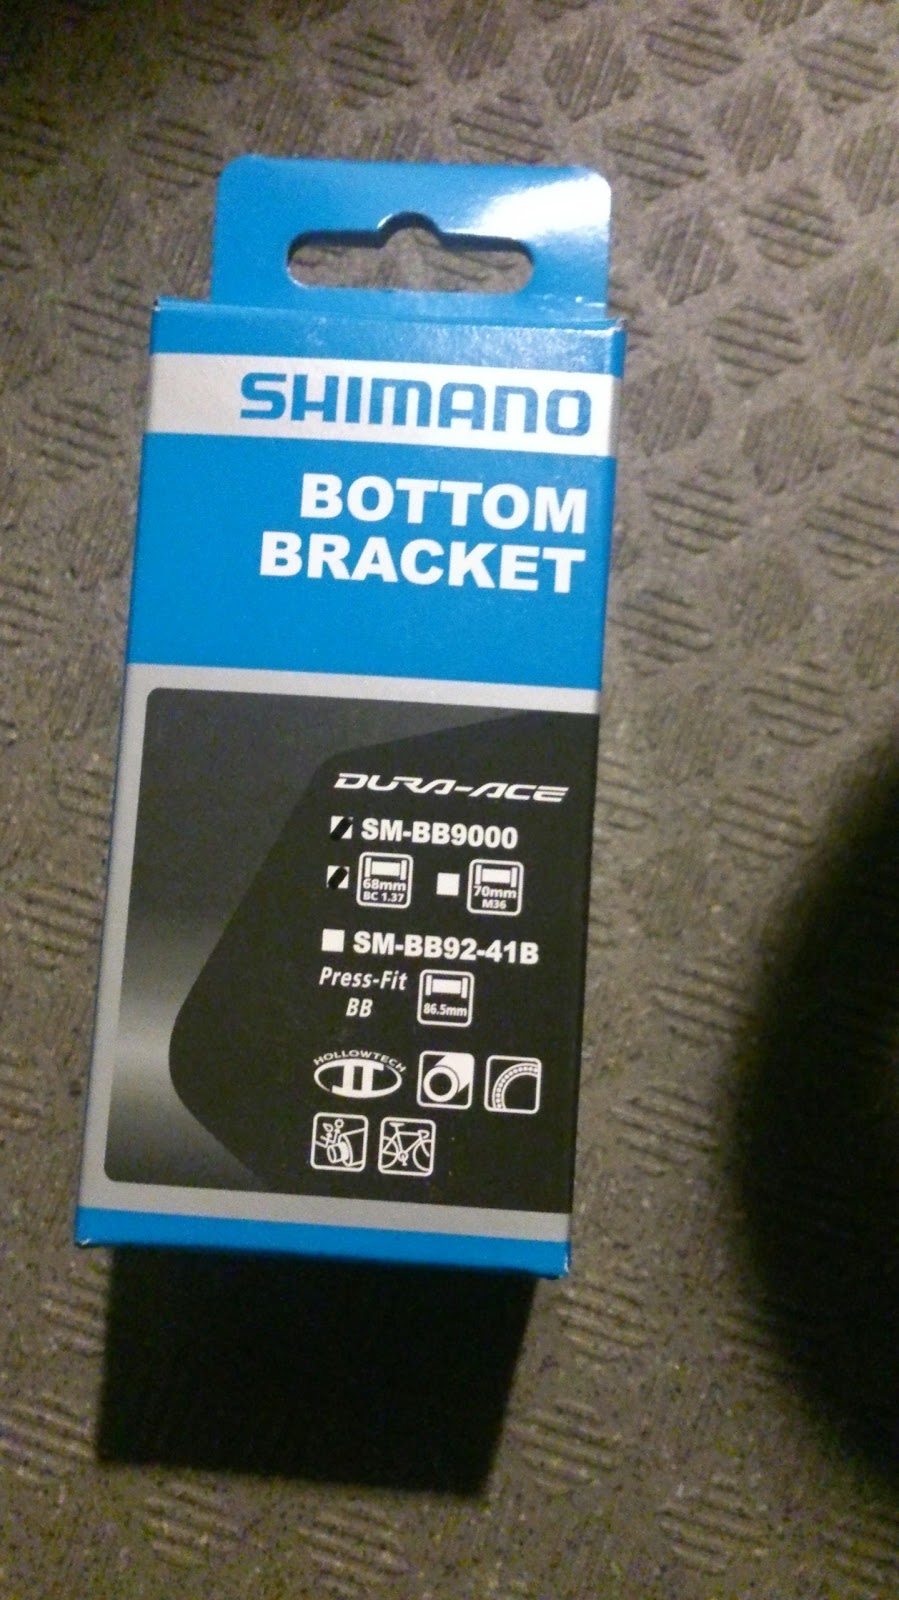 SHIMANO
BOTTOM
BRACKET
DURA-ACE
SM-BB9000
68mm
BC 1.37
70mm
M36
SM-BB92-41B
Press-Fit
BB
86.5mm
HOLLOWTECH
II